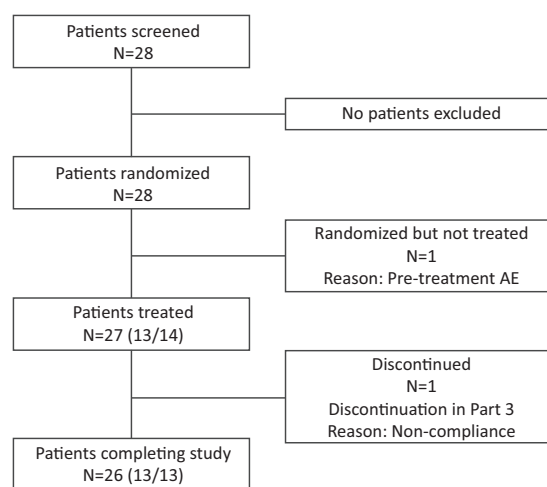 Patients screened
N=28
No patients excluded
Patients randomized
N=28
Randomized but not treated
N=1
Reason: Pre-treatment AE
Patients treated
N=27 (13/14)
Discontinued
N=1
Discontinuation in Part 3
Reason: Non-compliance
Patients completing study
N=26 (13/13)